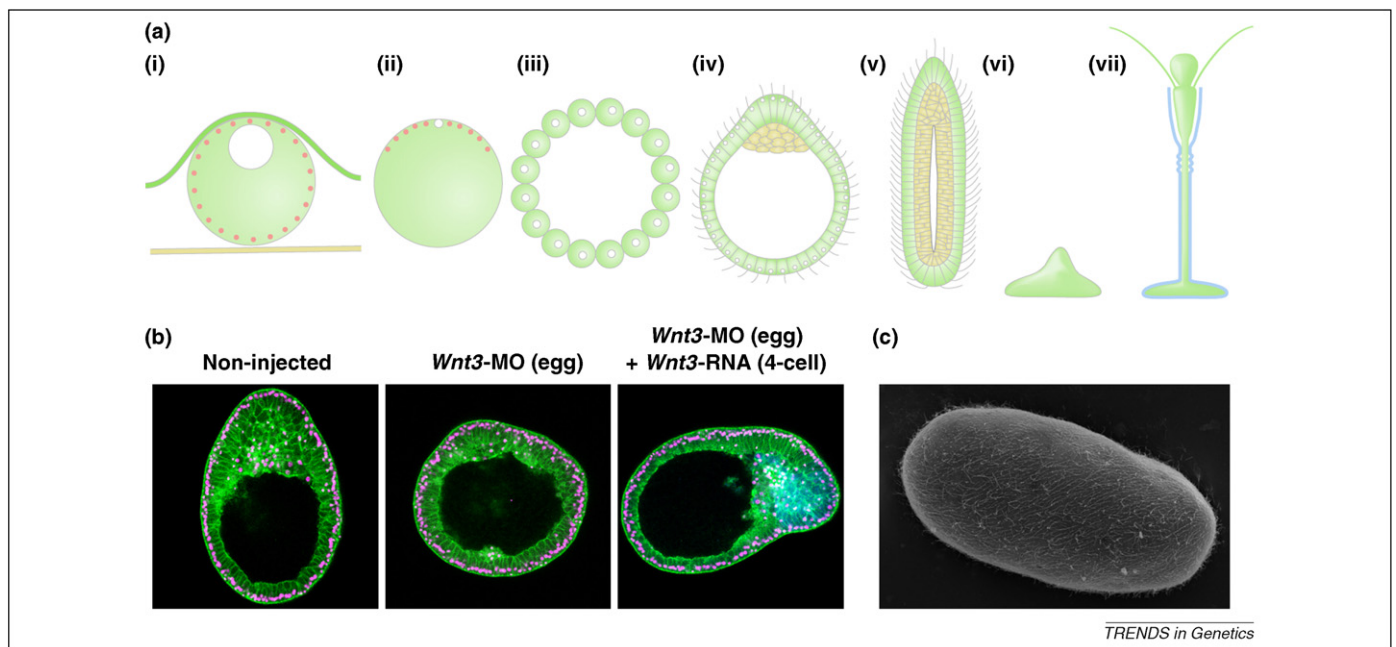 (a)
(i) (ii) (iii) (iv) (v) (vi) (vii)
(b)
Non-injected
Wnt3-MO (egg)
Wnt3-MO (egg)
+ Wnt3-RNA (4-cell)
(c)
TRENDS in Genetics